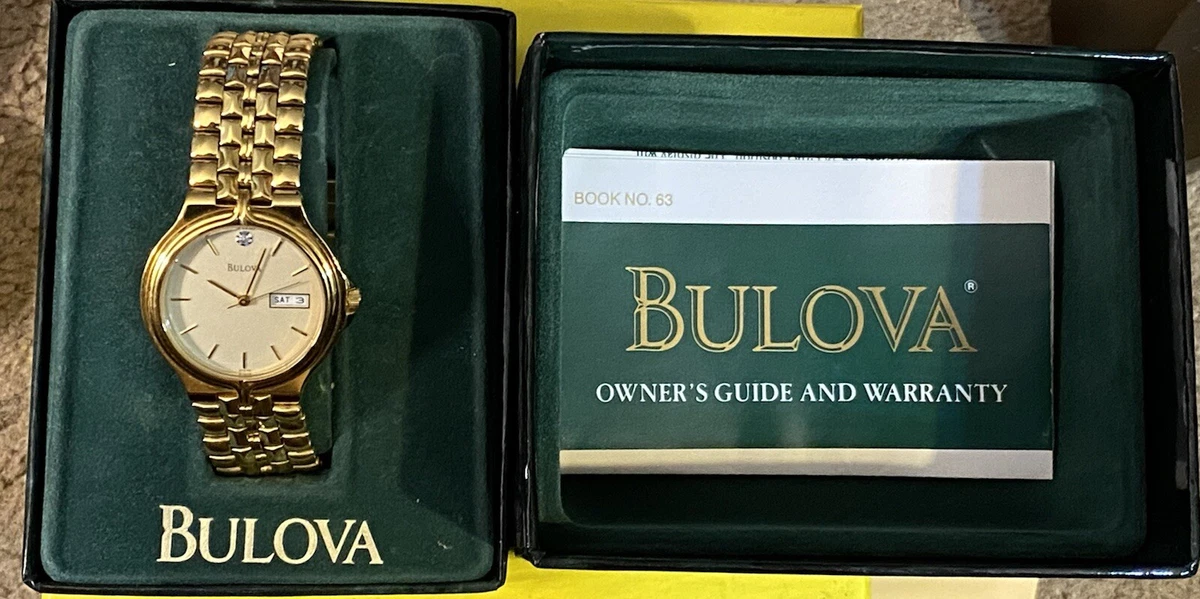 BULOVA
SAT 3
BULOVA
BOOK NO. 63
BULOVA®
OWNER'S GUIDE AND WARRANTY